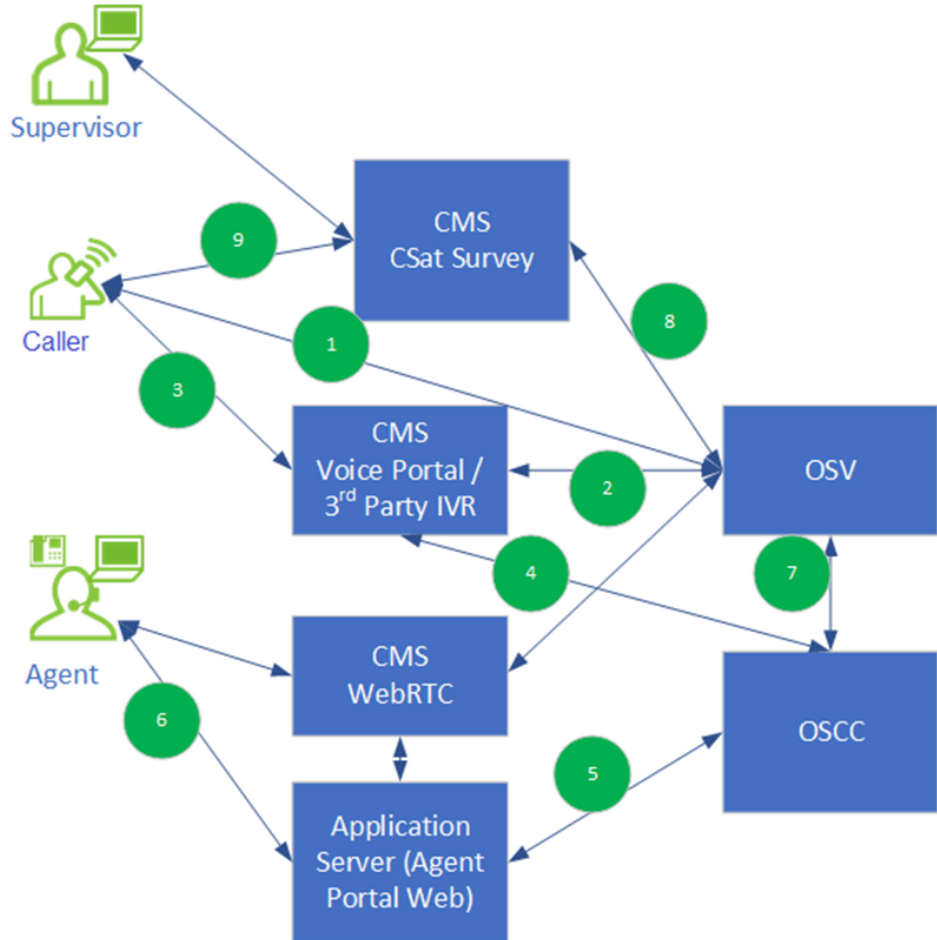 Supervisor
CMS
CSat Survey
9
Caller
1
8
3
CMS
Voice Portal /
3rd Party IVR
2
OSV
4
7
Agent
CMS
WebRTC
6
OSCC
5
Application
Server (Agent
Portal Web)